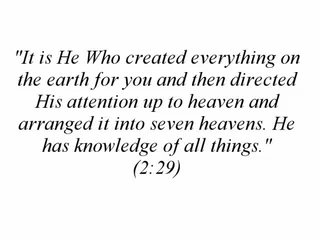 "It is He Who created everything on
the earth for you and then directed
His attention up to heaven and
arranged it into seven heavens. He
has knowledge of all things."
(2:29)